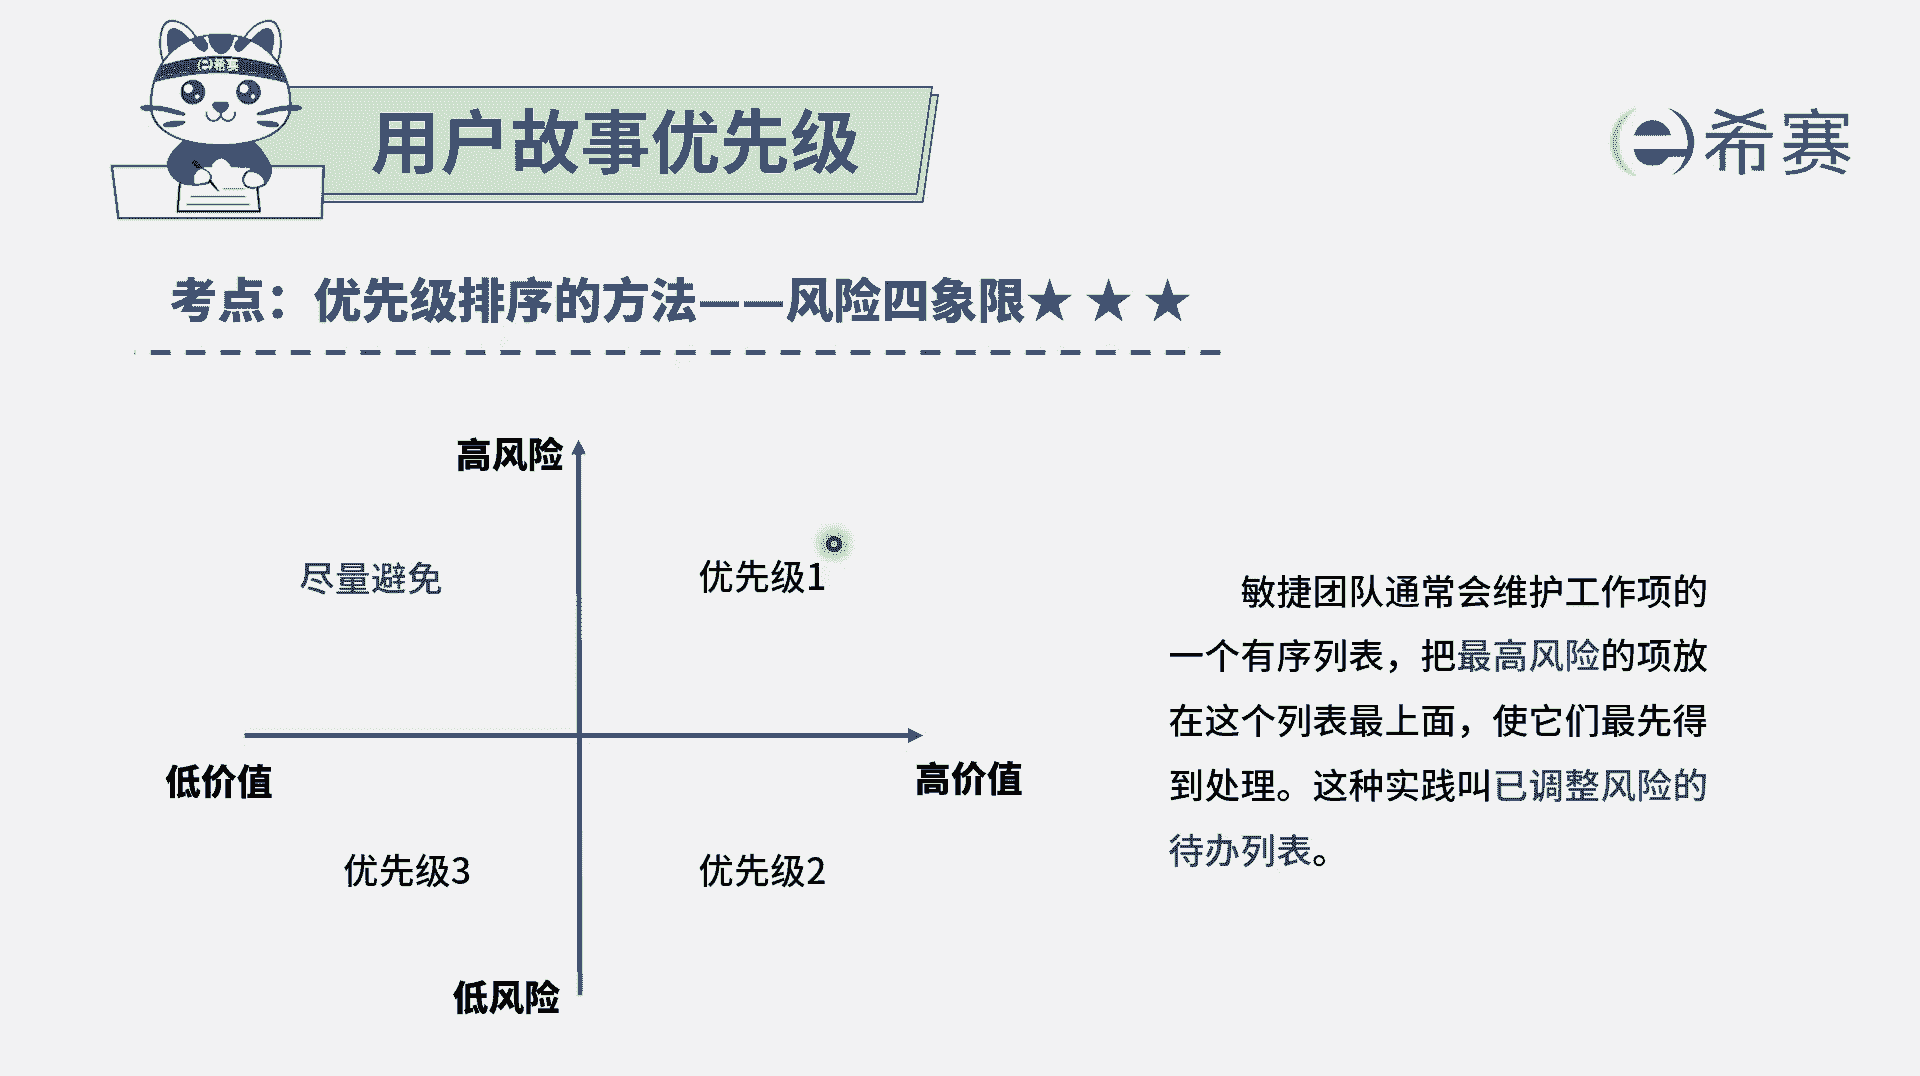 希赛
用户故事优先级
希赛
考点：优先级排序的方法——风险四象限★ ★ ★
高风险
尽量避免
优先级1
低价值
高价值
优先级3
优先级2
低风险
敏捷团队通常会维护工作项的
一个有序列表，把最高风险的项放
在这个列表最上面，使它们最先得
到处理。这种实践叫已调整风险的
待办列表。